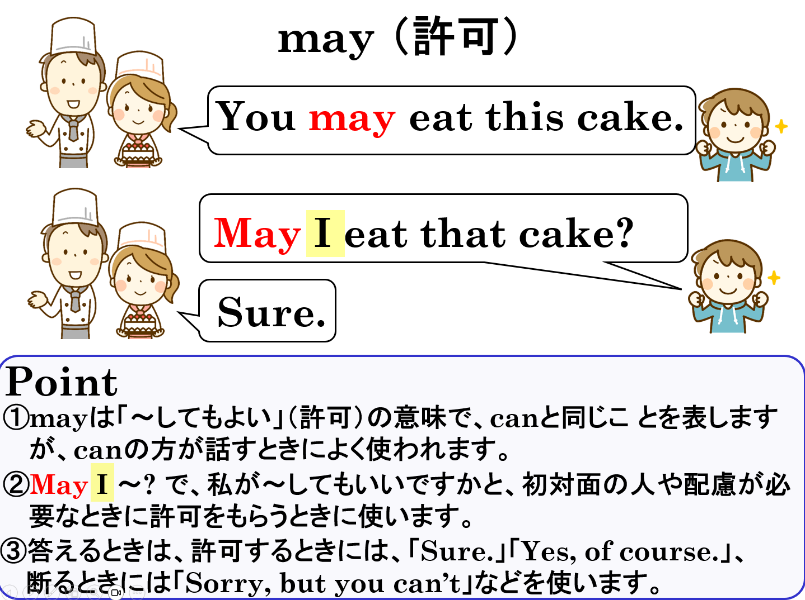 may（許可）
You may eat this cake.
May I eat that cake?
Sure.
Point
①mayは「～してもよい」（許可）の意味で、canと同じこ とを表します
が、canの方が話すときによく使われます。
②May I ～? で、私が～してもいいですかと、初対面の人や配慮が必
要なときに許可をもらうときに使います。
③答えるときは、許可するときには、「Sure.」「Yes, of course.」、
断るときには「Sorry, but you can’t」などを使います。